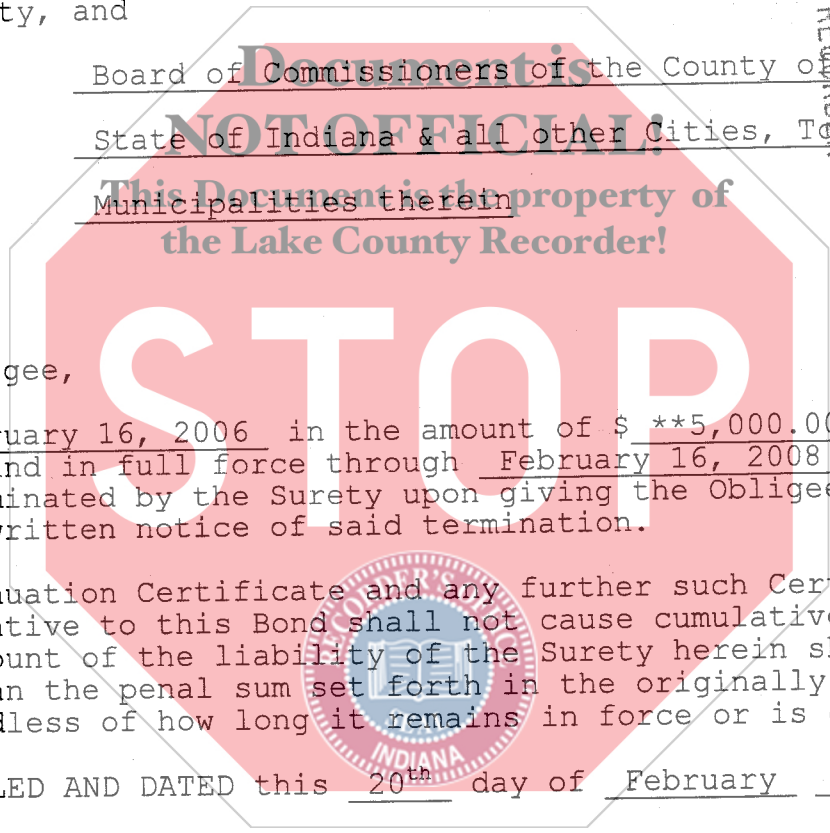 ty, and
Board of Commissioners of the County o
State of Indiana & all other Cities, To
Municipalities therein
Document is
NOT OFFICIAL!
This Document is the property of
the Lake County Recorder!
STOP
gee,
uary 16, 2006 in the amount of $ **5,000.00
nd in full force through February 16, 2008
inated by the Surety upon giving the Obligee
written notice of said termination.
uation Certificate and any further such Cer
tive to this Bond shall not cause cumulative
ount of the liability of the Surety herein s
n the penal sum set forth in the originally
dless of how long it remains in force or is
LED AND DATED this 20th day of February
RECORDER'S OFFICE
INDIANA